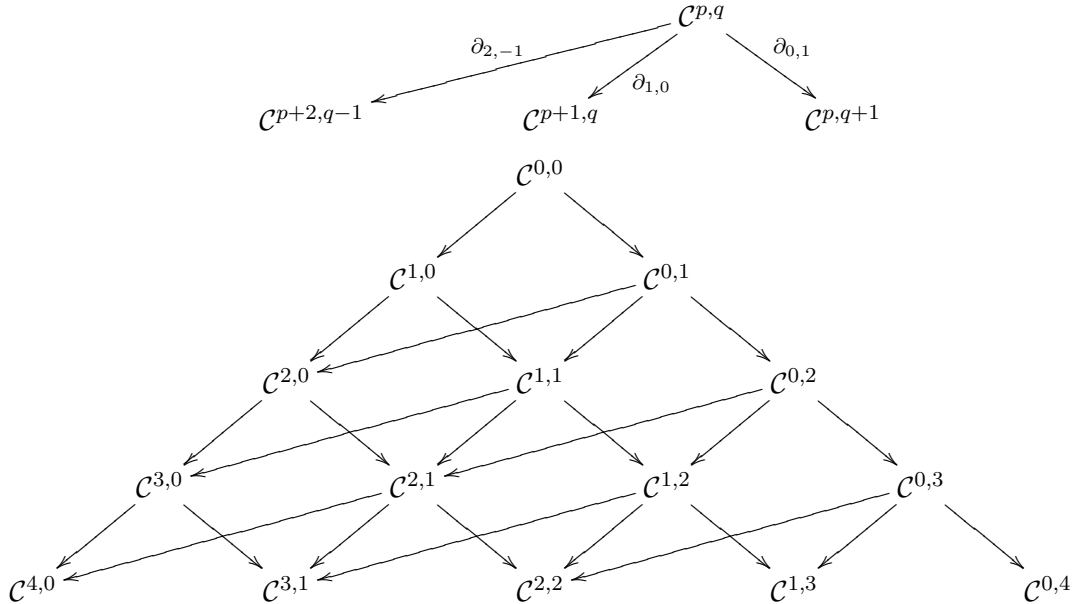 𝒞^{p,q}
∂_{2,−1} ∂_{1,0} ∂_{0,1}
𝒞^{p+2,q−1} 𝒞^{p+1,q} 𝒞^{p,q+1}
𝒞^{0,0}
𝒞^{1,0} 𝒞^{0,1}
𝒞^{2,0} 𝒞^{1,1} 𝒞^{0,2}
𝒞^{3,0} 𝒞^{2,1} 𝒞^{1,2} 𝒞^{0,3}
𝒞^{4,0} 𝒞^{3,1} 𝒞^{2,2} 𝒞^{1,3} 𝒞^{0,4}